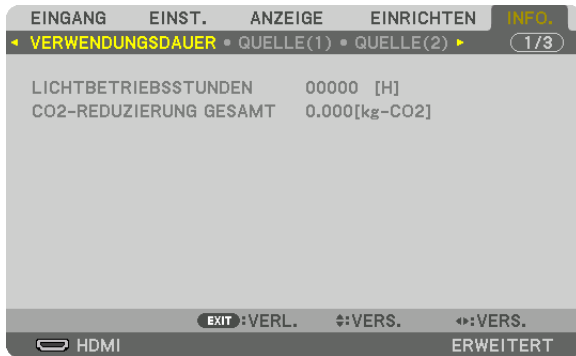 EINGANG EINST. ANZEIGE EINRICHTEN INFO.
VERWENDUNGSDAUER • QUELLE(1) • QUELLE(2) 1/3
LICHTBETRIEBSSTUNDEN 00000 [H]
CO2-REDUZIERUNG GESAMT 0.000[kg-CO2]
EXIT :VERL. :VERS. :VERS.
HDMI ERWEITERT